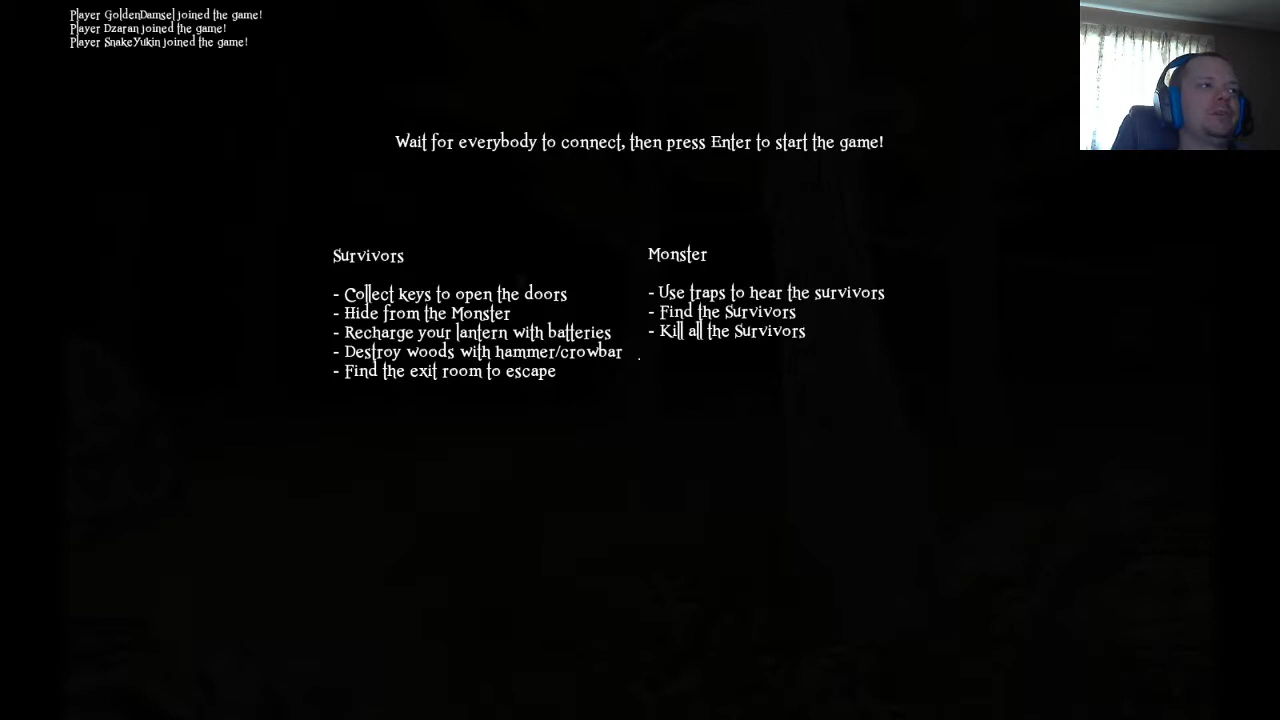 Player GoldenDamsel joined the game!
Player Dzaran joined the game!
Player SnakeYukin joined the game!
Wait for everybody to connect, then press Enter to start the game!
Survivors
- Collect keys to open the doors
- Hide from the Monster
- Recharge your lantern with batteries
- Destroy woods with hammer/crowbar
- Find the exit room to escape
Monster
- Use traps to hear the survivors
- Find the Survivors
- Kill all the Survivors